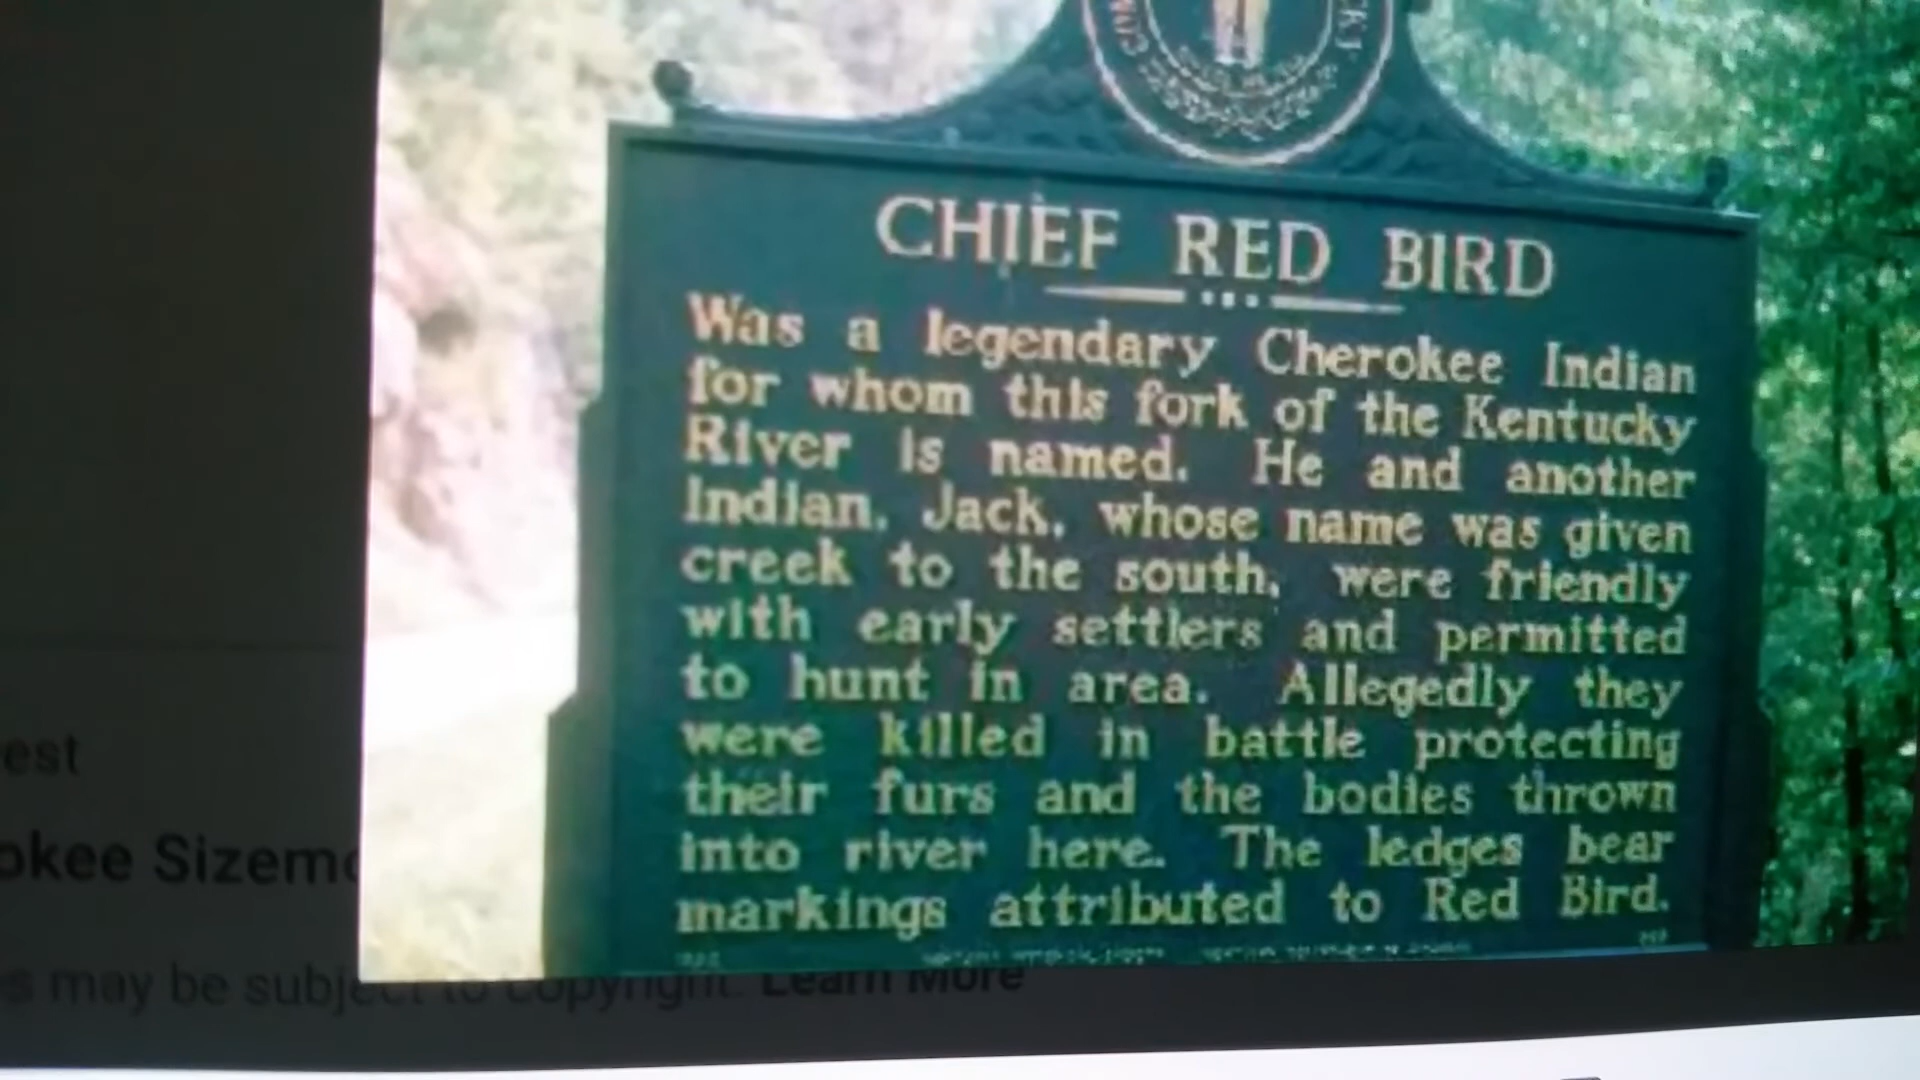 CHIEF RED BIRD
Was a legendary Cherokee Indian
for whom this fork of the Kentucky
River is named. He and another
Indian, Jack, whose name was given
creek to the south, were friendly
with early settlers and permitted
to hunt in area. Allegedly they
were killed in battle protecting
their furs and the bodies thrown
into river here. The ledges bear
markings attributed to Red Bird.
est
okee Sizemo
s may be subject to copyright. Learn More